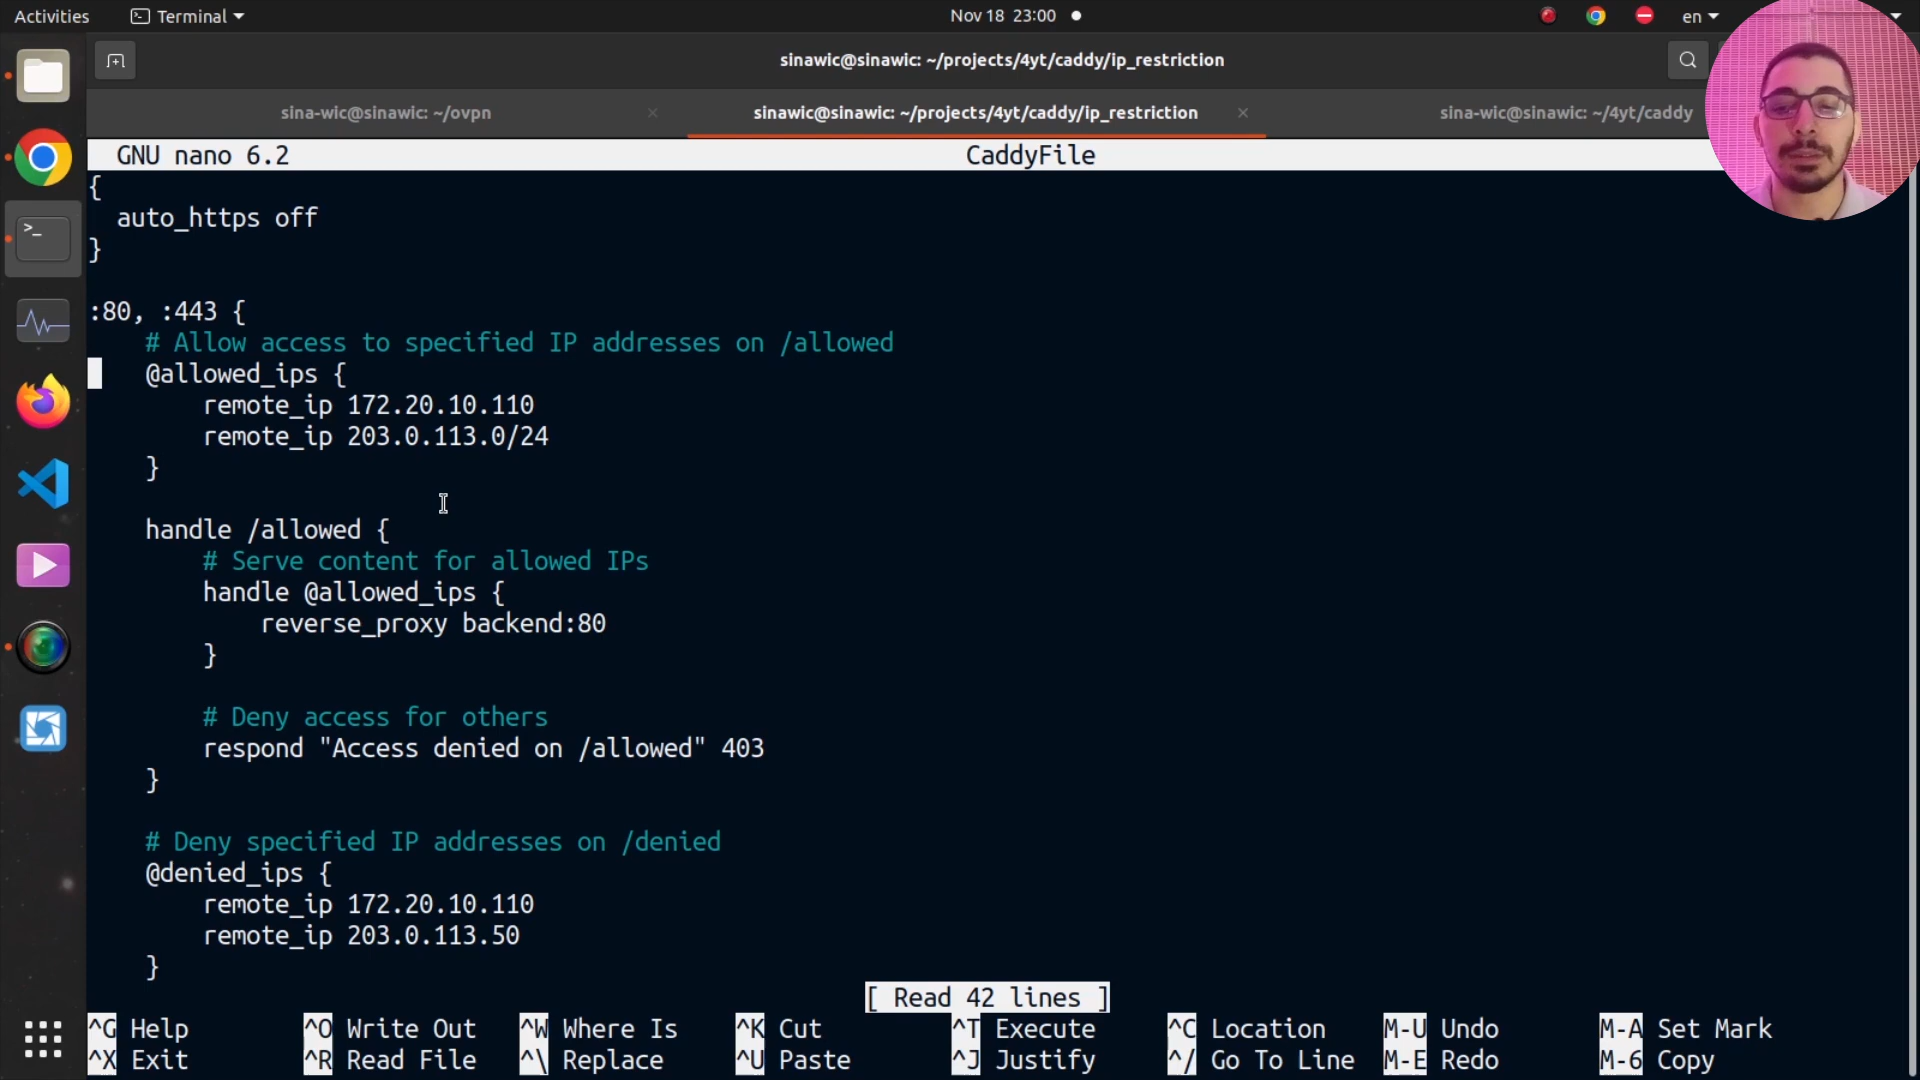 Activities
Terminal
Nov 18 23:00
en
sinawic@sinawic: ~/projects/4yt/caddy/ip_restriction
sina-wic@sinawic: ~/ovpn
sinawic@sinawic: ~/projects/4yt/caddy/ip_restriction
sina-wic@sinawic: ~/4yt/caddy
GNU nano 6.2
CaddyFile
{
  auto_https off
}
:80, :443 {
    # Allow access to specified IP addresses on /allowed
    @allowed_ips {
        remote_ip 172.20.10.110
        remote_ip 203.0.113.0/24
    }
    handle /allowed {
        # Serve content for allowed IPs
        handle @allowed_ips {
            reverse_proxy backend:80
        }
        # Deny access for others
        respond "Access denied on /allowed" 403
    }
    # Deny specified IP addresses on /denied
    @denied_ips {
        remote_ip 172.20.10.110
        remote_ip 203.0.113.50
    }
[ Read 42 lines ]
^G Help ^O Write Out ^W Where Is ^K Cut ^T Execute ^C Location M-U Undo M-A Set Mark
^X Exit ^R Read File ^\ Replace ^U Paste ^J Justify ^/ Go To Line M-E Redo M-6 Copy